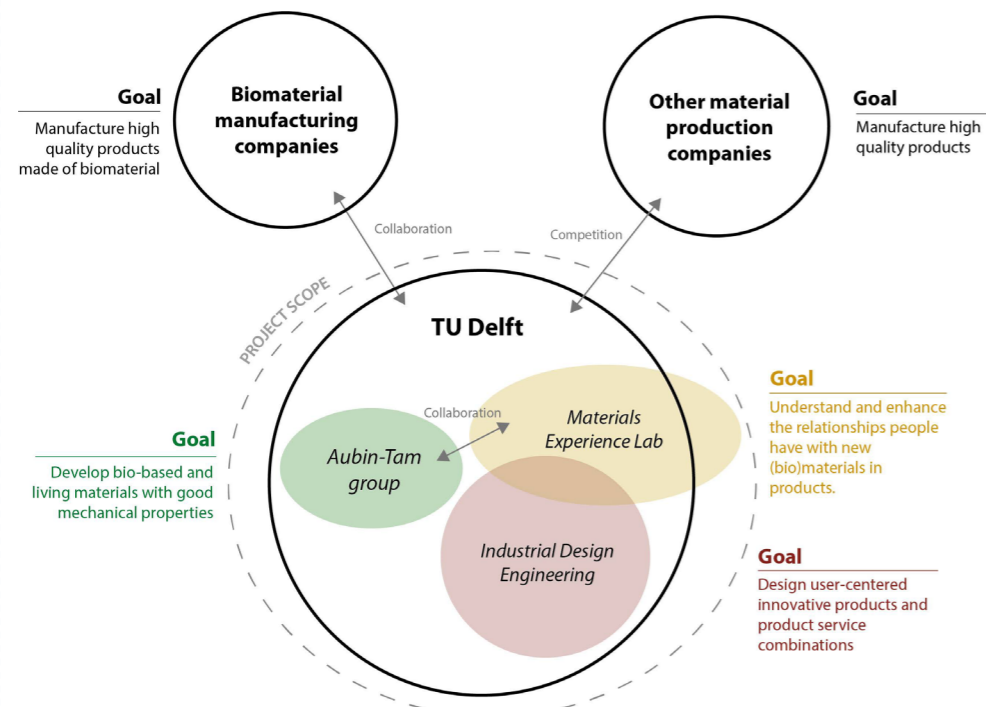 Goal
Manufacture high
quality products
made of biomaterial
Biomaterial
manufacturing
companies
Other material
production
companies
Goal
Manufacture high
quality products
Collaboration
Competition
PROJECT SCOPE
TU Delft
Collaboration
Materials
Experience Lab
Aubin-Tam
group
Industrial Design
Engineering
Goal
Develop bio-based and
living materials with good
mechanical properties
Goal
Understand and enhance
the relationships people
have with new
(bio)materials in
products.
Goal
Design user-centered
innovative products and
product service
combinations